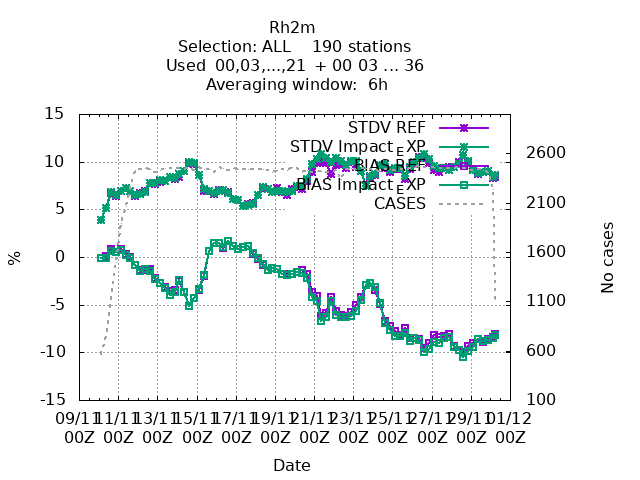 Rh2m
Selection: ALL 190 stations
Used 00,03,...,21 + 00 03 ... 36
Averaging window: 6h
STDV REF
STDV Impact_EXP
BIAS REF
BIAS Impact_EXP
CASES
15
10
5
0
-5
-10
-15
%
2600
2100
1600
1100
600
100
No cases
09/11 11/11 13/11 15/11 17/11 19/11 21/11 23/11 25/11 27/11 29/11 01/12
00Z 00Z 00Z 00Z 00Z 00Z 00Z 00Z 00Z 00Z 00Z 00Z
Date